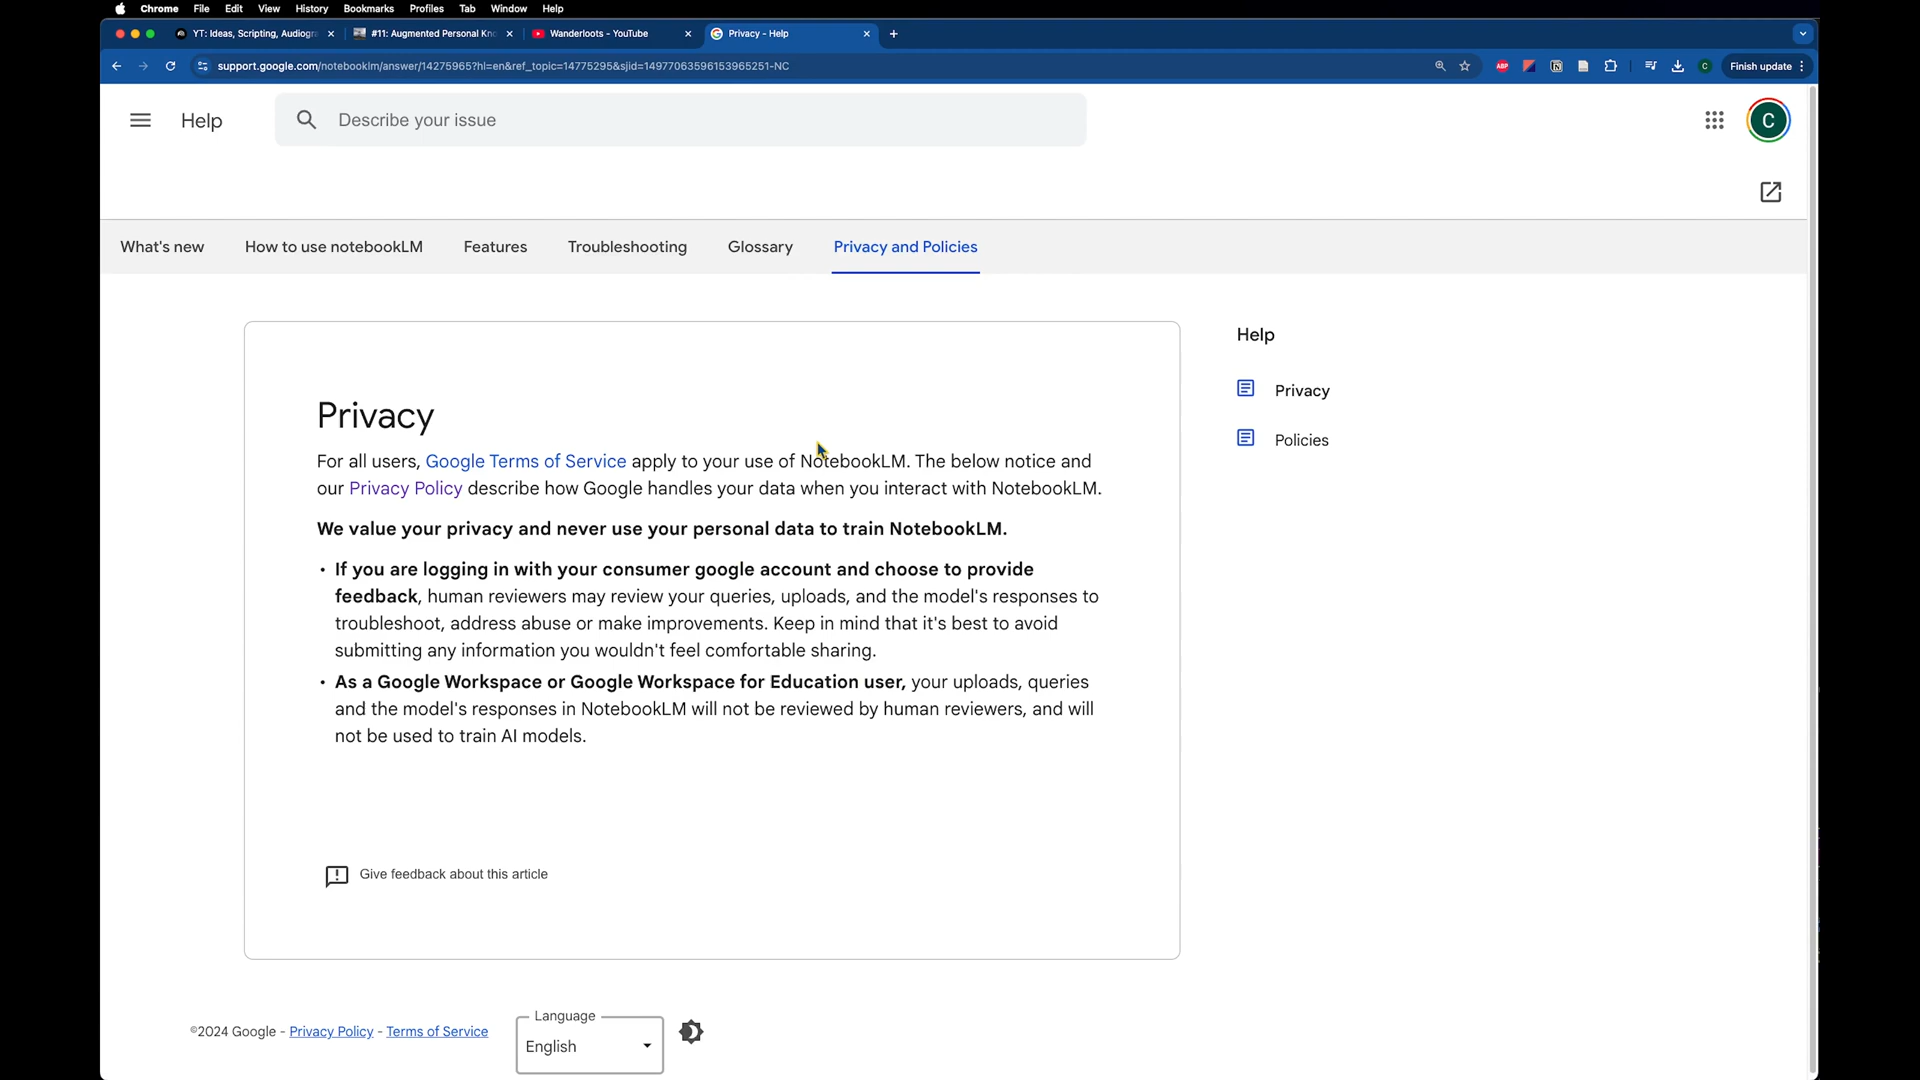 Chrome File Edit View History Bookmarks Profiles Tab Window Help
YT: Ideas, Scripting, Audiogra
#11: Augmented Personal Kno
Wanderloots - YouTube
Privacy - Help
support.google.com/notebooklm/answer/14275965?hl=en&ref_topic=14775295&sjid=14977063596153965251-NC
ABP
C
Finish update
Help
Describe your issue
C
What's new
How to use notebookLM
Features
Troubleshooting
Glossary
Privacy and Policies
Privacy
For all users, Google Terms of Service apply to your use of NotebookLM. The below notice and
our Privacy Policy describe how Google handles your data when you interact with NotebookLM.
We value your privacy and never use your personal data to train NotebookLM.
• If you are logging in with your consumer google account and choose to provide
feedback, human reviewers may review your queries, uploads, and the model's responses to
troubleshoot, address abuse or make improvements. Keep in mind that it's best to avoid
submitting any information you wouldn't feel comfortable sharing.
• As a Google Workspace or Google Workspace for Education user, your uploads, queries
and the model's responses in NotebookLM will not be reviewed by human reviewers, and will
not be used to train AI models.
Give feedback about this article
Help
Privacy
Policies
©2024 Google - Privacy Policy - Terms of Service
Language
English